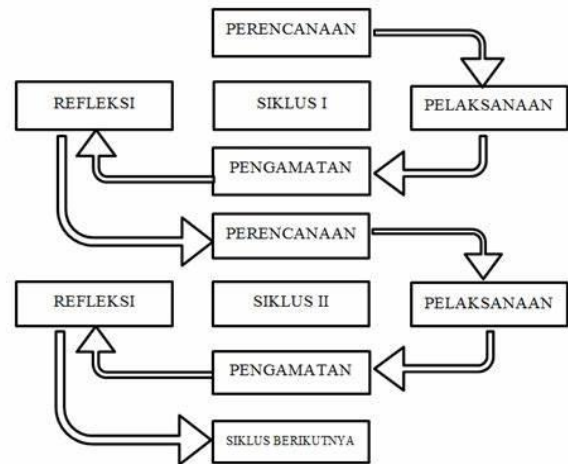 PERENCANAAN
REFLEKSI
SIKLUS I
PELAKSANAAN
PENGAMATAN
PERENCANAAN
REFLEKSI
SIKLUS II
PELAKSANAAN
PENGAMATAN
SIKLUS BERIKUTNYA